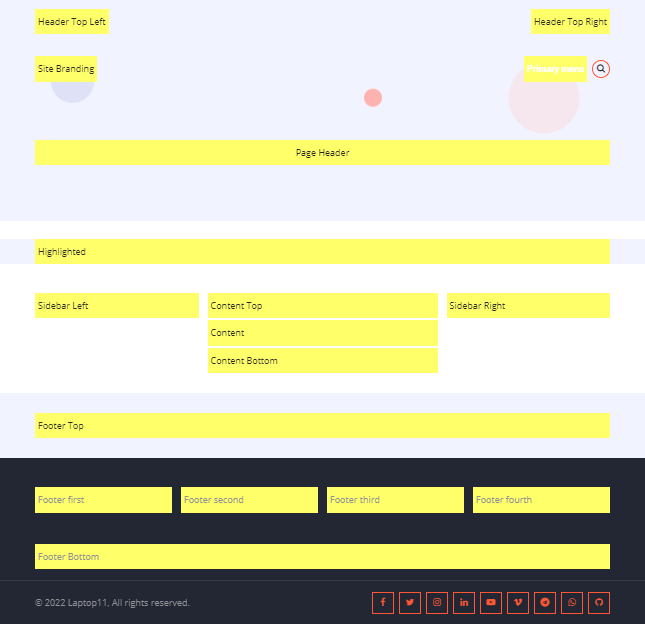 Header Top Left
Header Top Right
Site Branding
Primary menu
Page Header
Highlighted
Sidebar Left
Content Top
Sidebar Right
Content
Content Bottom
Footer Top
Footer first
Footer second
Footer third
Footer fourth
Footer Bottom
© 2022 Laptop11, All rights reserved.